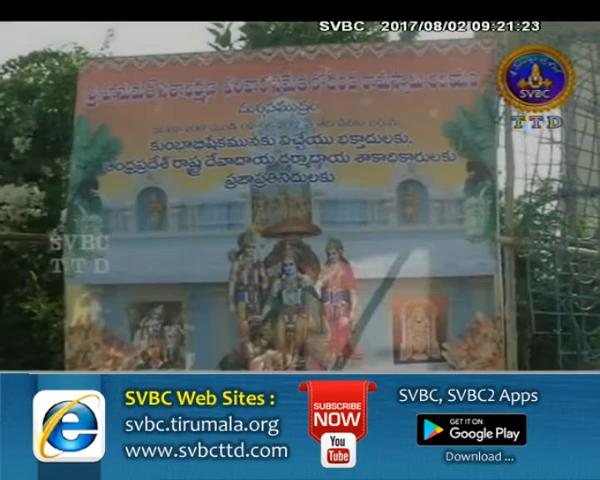 SVBC 2017/08/02 09:21:23
SVBC
TTD
కుంభాభిషేకమునకు విచ్చేయు భక్తాదులకు.
ఆంధ్రప్రదేశ్ రాష్ట్ర దేవాదాయ ధర్మాదాయ శాకాధికారులకు
ప్రజాప్రతినిధులకు
SVBC
TTD
SVBC Web Sites :
svbc.tirumala.org
www.svbcttd.com
SUBSCRIBE
NOW
You
Tube
SVBC, SVBC2 Apps
GET IT ON
Google Play
Download ...